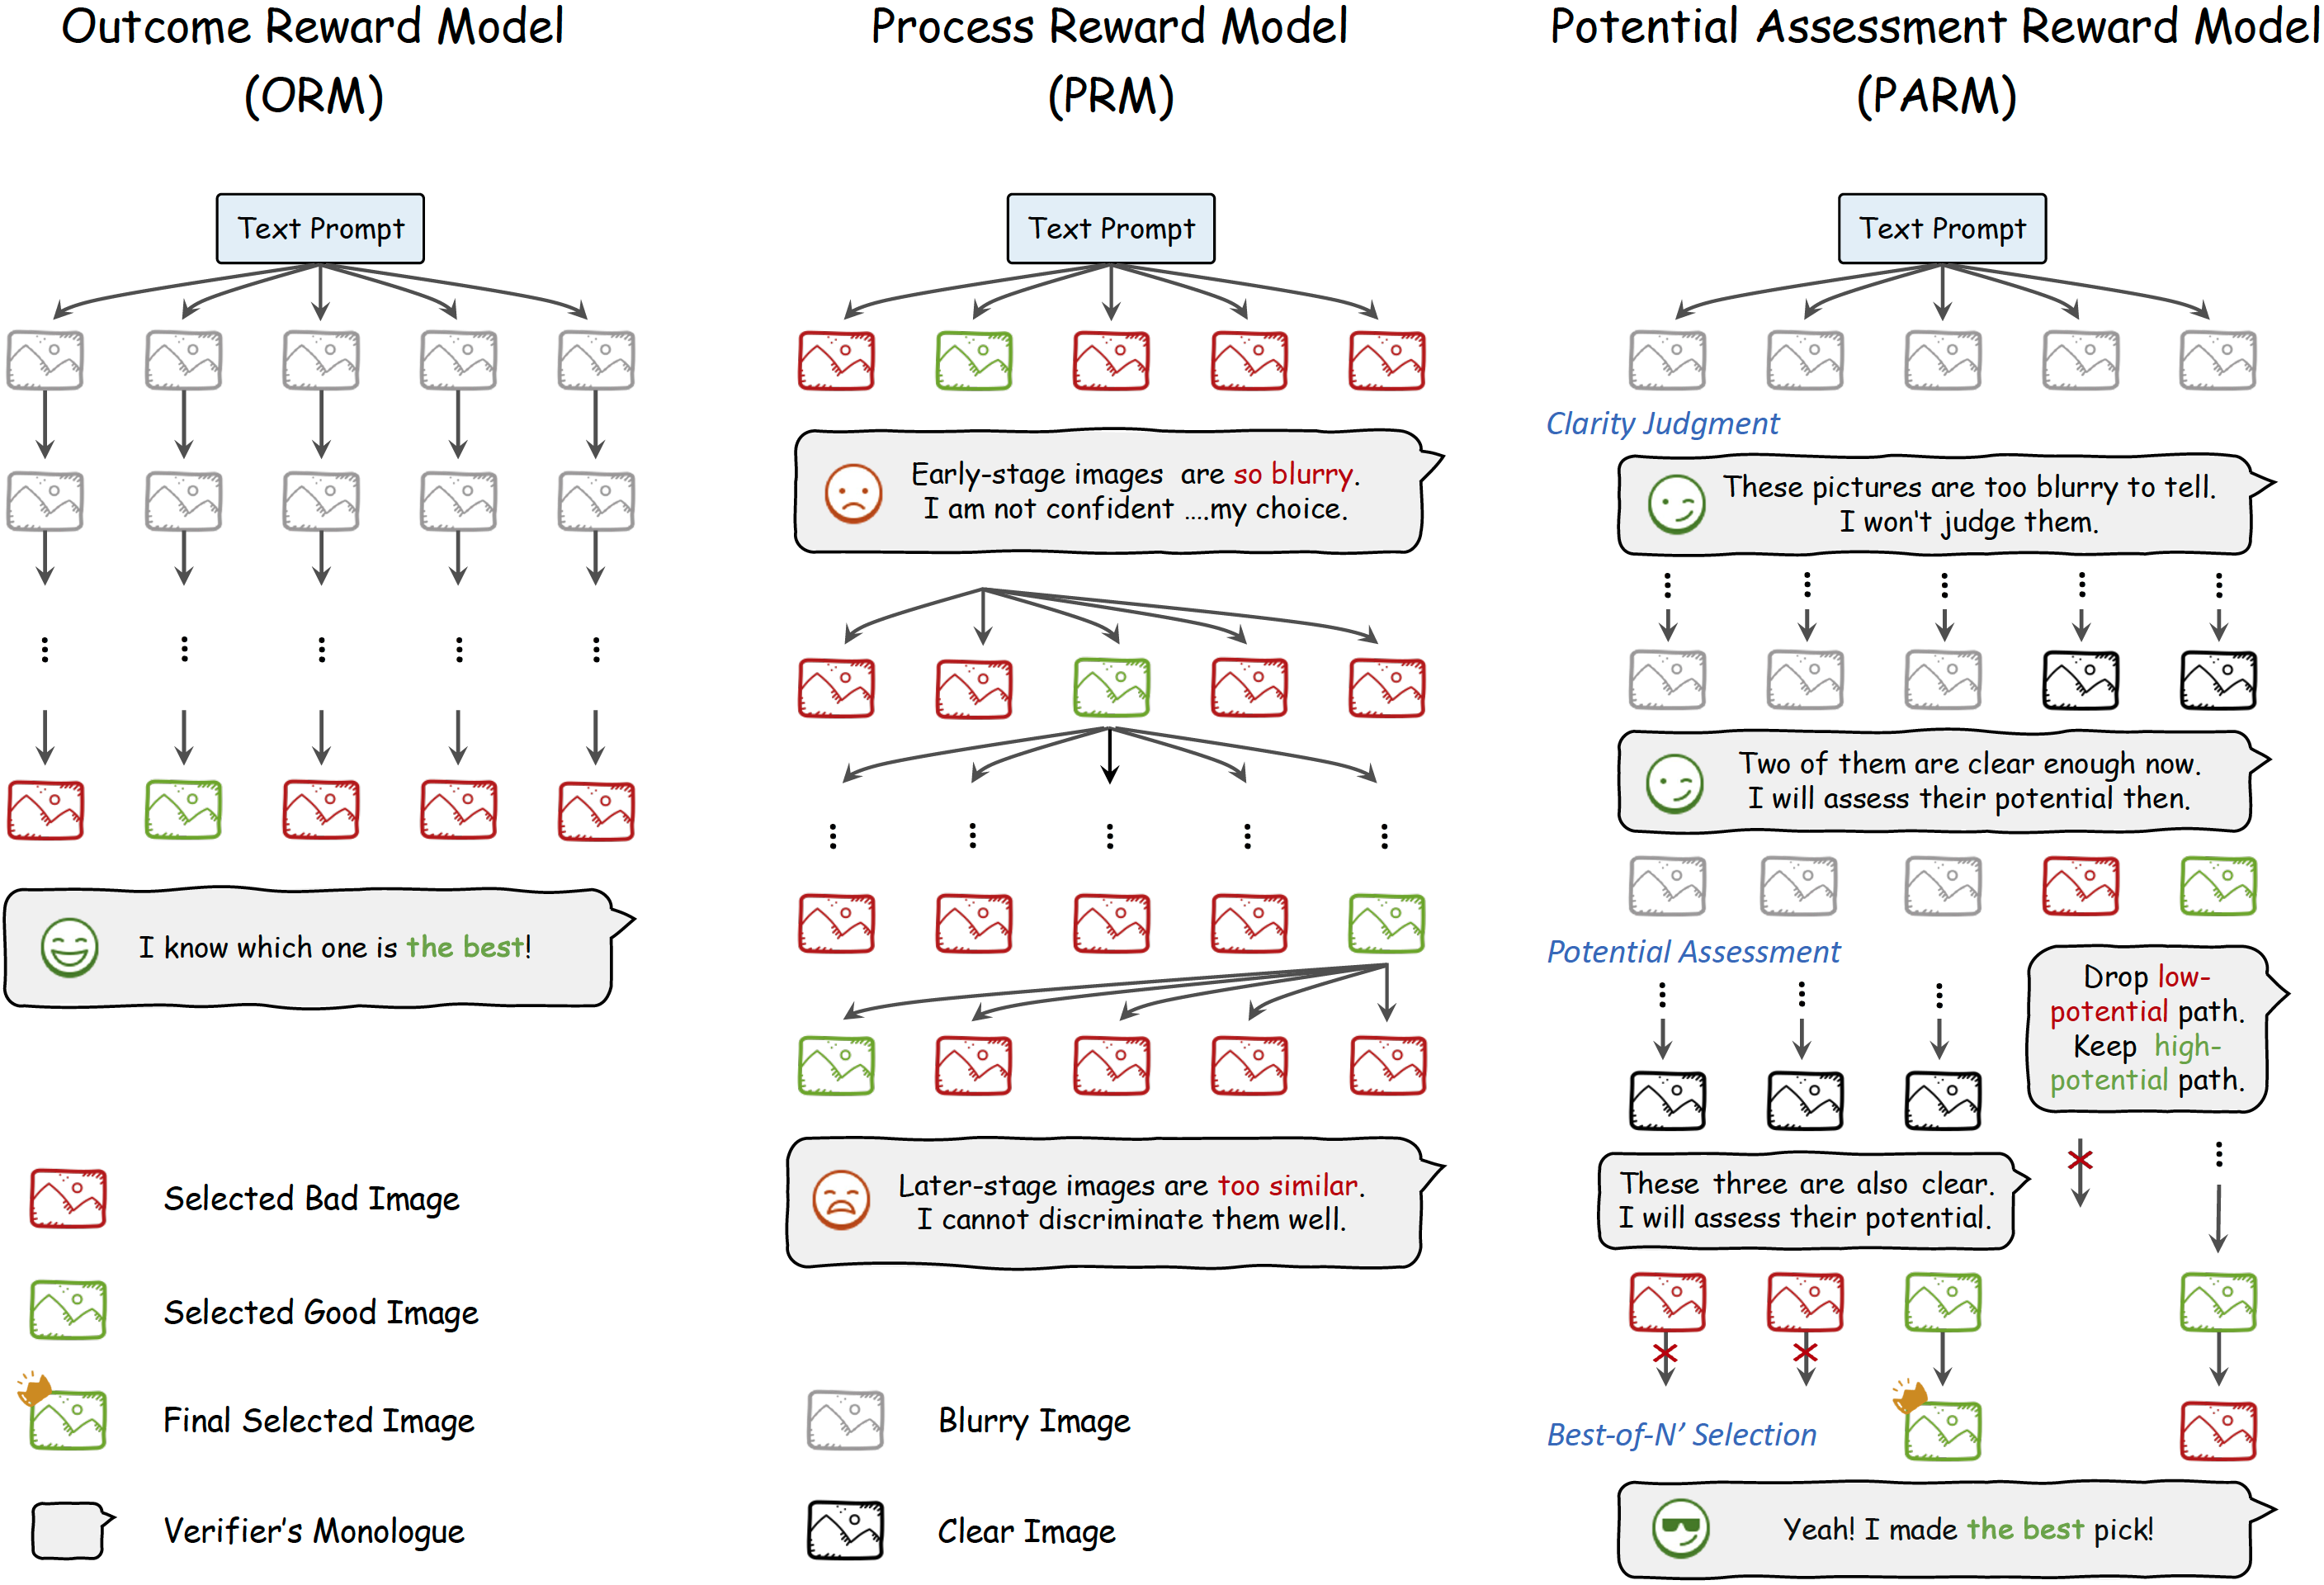 Outcome Reward Model
(ORM)
Text Prompt
I know which one is the best!
Selected Bad Image
Selected Good Image
Final Selected Image
Verifier's Monologue
Process Reward Model
(PRM)
Text Prompt
Early-stage images are so blurry.
I am not confident ....my choice.
Later-stage images are too similar.
I cannot discriminate them well.
Blurry Image
Clear Image
Potential Assessment Reward Model
(PARM)
Text Prompt
Clarity Judgment
These pictures are too blurry to tell.
I won't judge them.
Two of them are clear enough now.
I will assess their potential then.
Potential Assessment
Drop low-
potential path.
Keep high-
potential path.
These three are also clear.
I will assess their potential.
Best-of-N’ Selection
Yeah! I made the best pick!